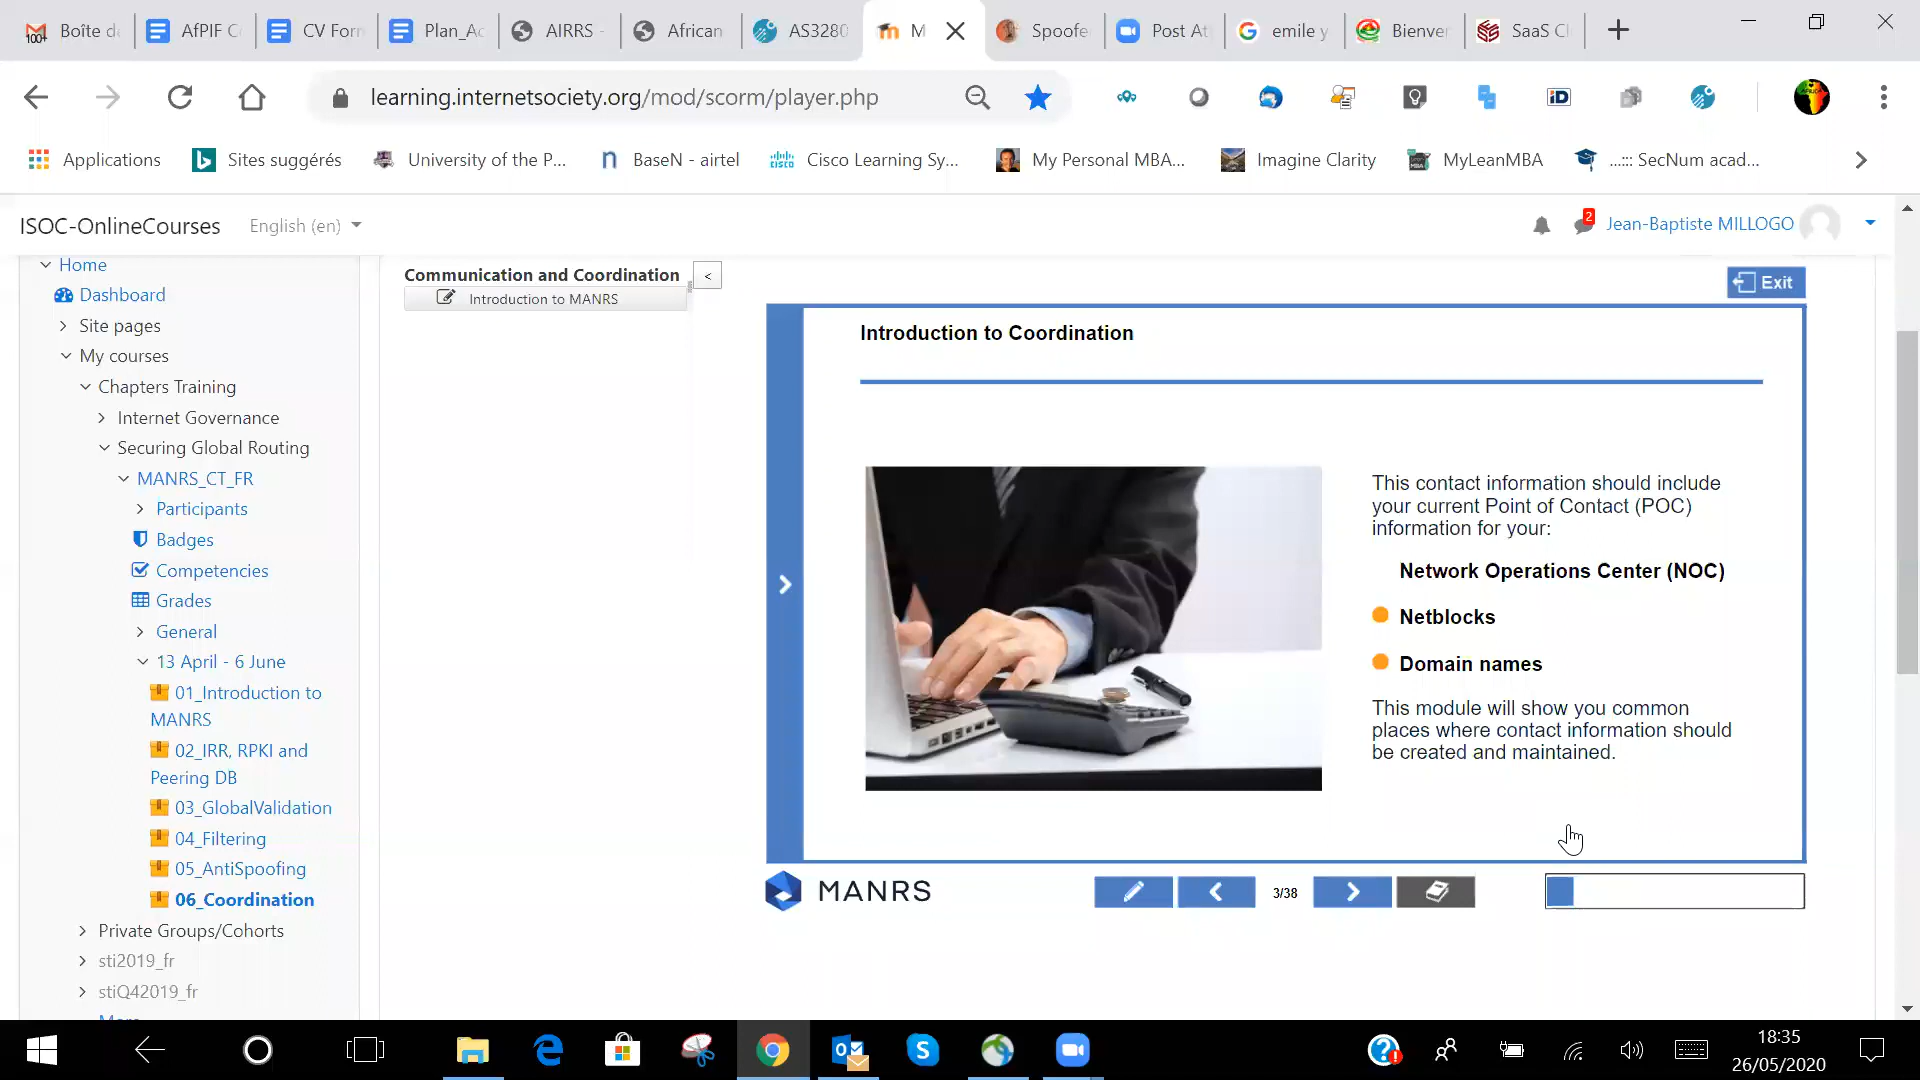 Boîte de
AfPIF C
CV Forr
Plan_Ac
AIRRS -
African
AS3280
M
Spoofe
Post At
emile y
Bienver
SaaS Cl
learning.internetsociety.org/mod/scorm/player.php
Applications
Sites suggérés
University of the P...
BaseN - airtel
Cisco Learning Sy...
My Personal MBA...
Imagine Clarity
MyLeanMBA
...::: SecNum acad...
ISOC-OnlineCourses
English (en)
2
Jean-Baptiste MILLOGO
Home
Dashboard
Site pages
My courses
Chapters Training
Internet Governance
Securing Global Routing
MANRS_CT_FR
Participants
Badges
Competencies
Grades
General
13 April - 6 June
01_Introduction to
MANRS
02_IRR, RPKI and
Peering DB
03_GlobalValidation
04_Filtering
05_AntiSpoofing
06_Coordination
Private Groups/Cohorts
sti2019_fr
stiQ42019_fr
Communication and Coordination
<
Introduction to MANRS
Exit
Introduction to Coordination
This contact information should include
your current Point of Contact (POC)
information for your:
Network Operations Center (NOC)
Netblocks
Domain names
This module will show you common
places where contact information should
be created and maintained.
MANRS
3/38
18:35
26/05/2020